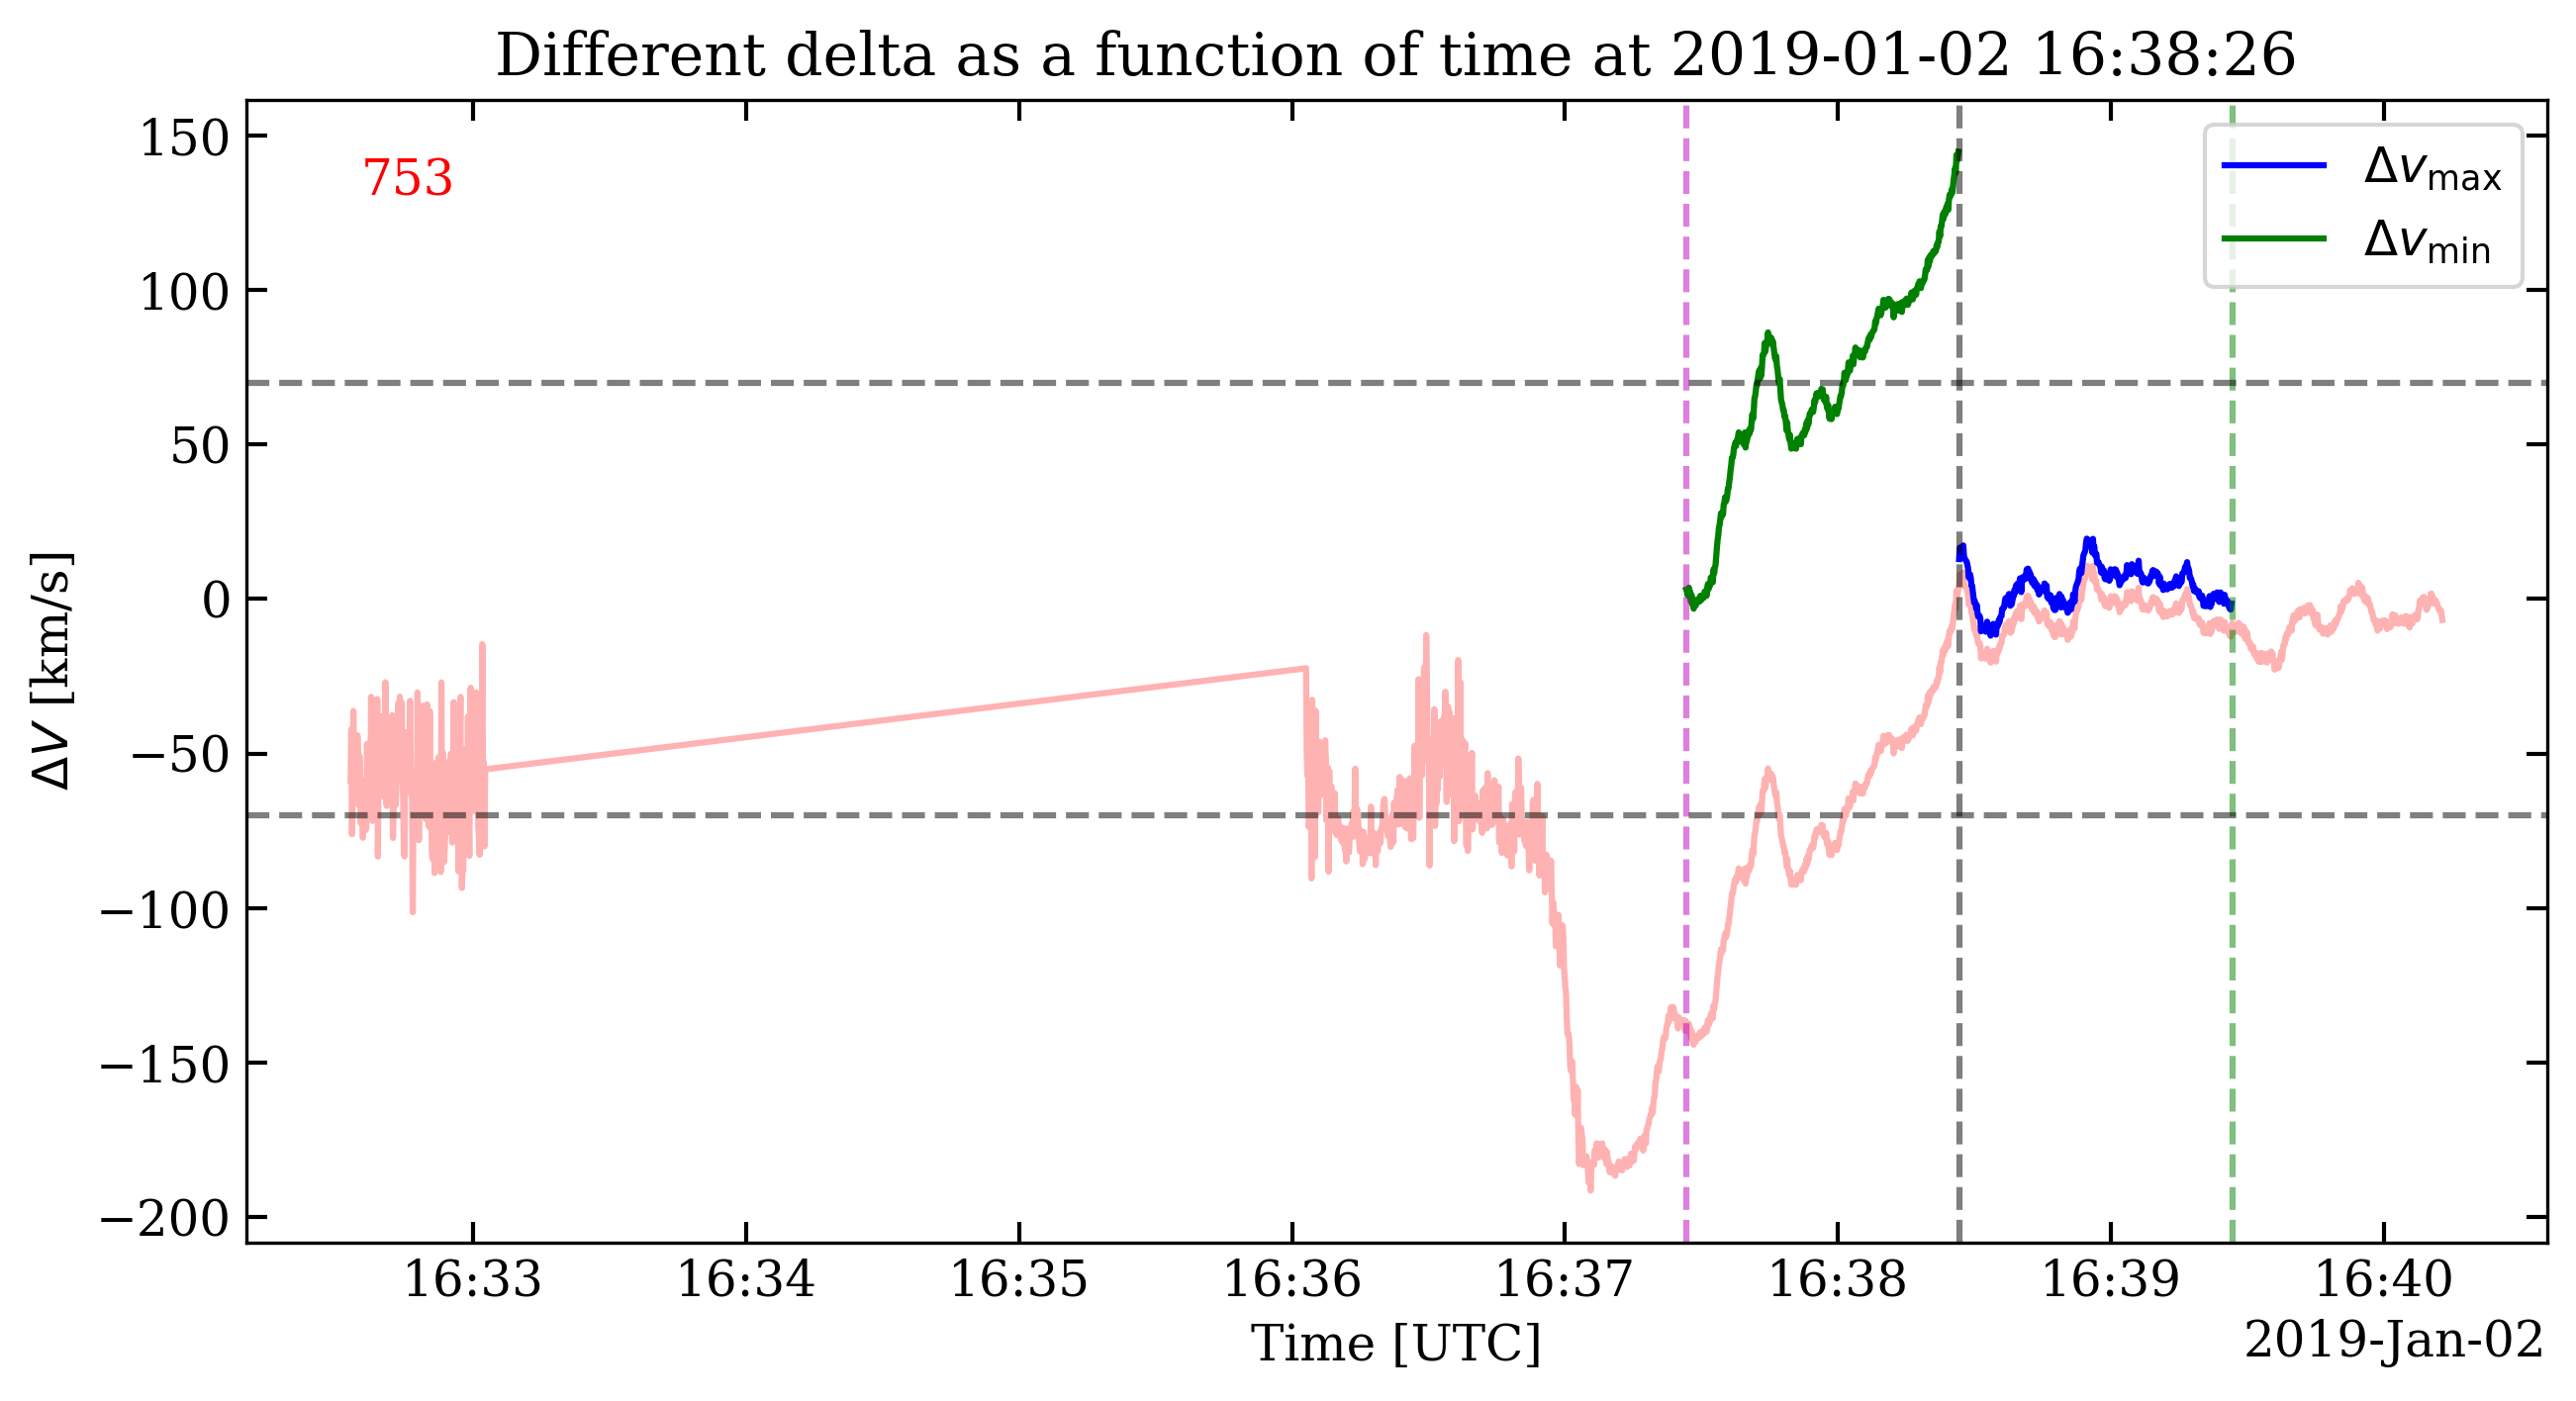 Different delta as a function of time at 2019-01-02 16:38:26
753
Δv_max
Δv_min
150
100
50
0
−50
−100
−150
−200
ΔV [km/s]
16:33 16:34 16:35 16:36 16:37 16:38 16:39 16:40
Time [UTC]
2019-Jan-02